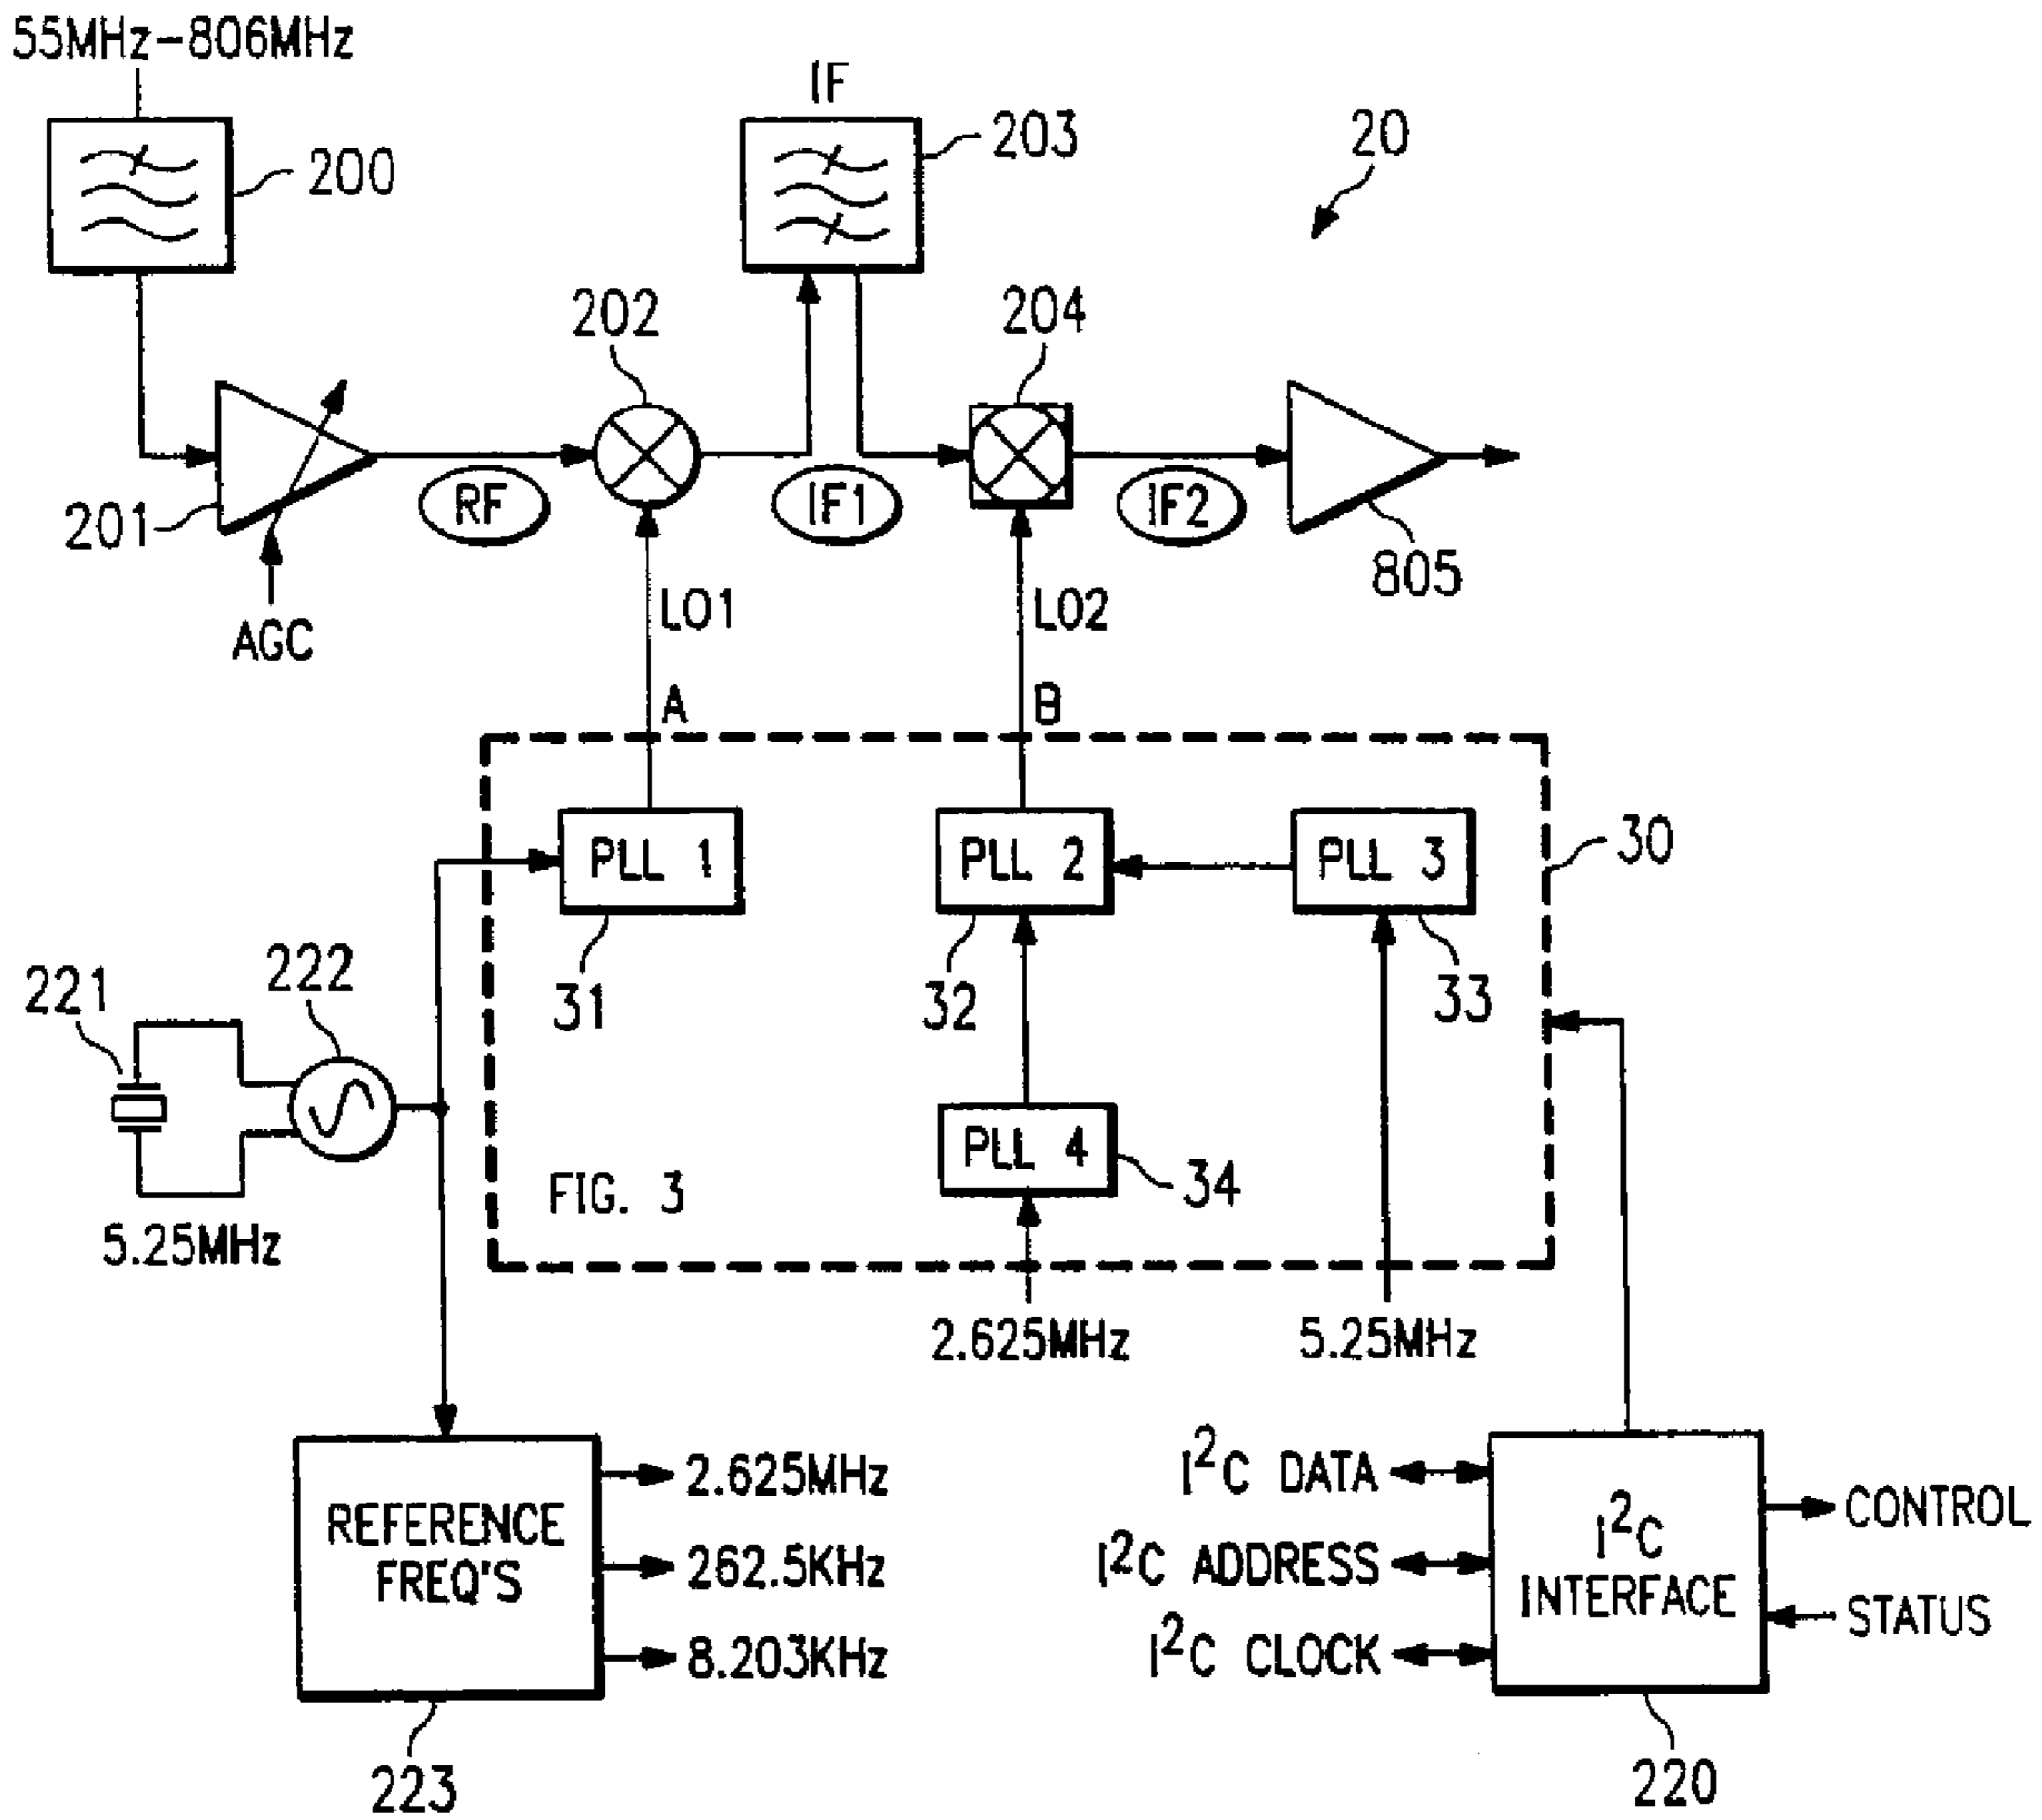 55MHz-806MHz
IF
200
203
20
202
204
201
RF
IF1
IF2
805
AGC
LO1
LO2
A
B
PLL 1
PLL 2
PLL 3
30
31
32
33
221
222
PLL 4
34
FIG. 3
5.25MHz
2.625MHz
5.25MHz
REFERENCE
FREQ'S
2.625MHz
262.5KHz
8.203KHz
I²C DATA
I²C ADDRESS
I²C CLOCK
I²C
INTERFACE
CONTROL
STATUS
223
220